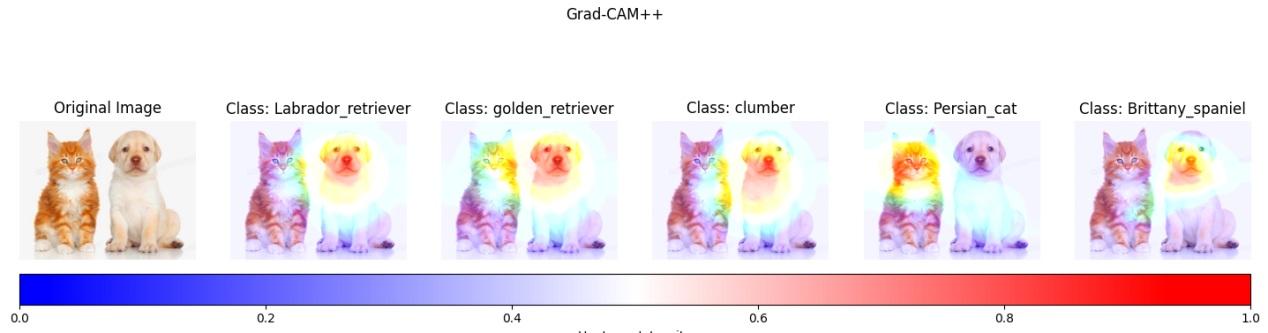 Grad-CAM++
Original Image
Class: Labrador_retriever
Class: golden_retriever
Class: clumber
Class: Persian_cat
Class: Brittany_spaniel
0.0 0.2 0.4 0.6 0.8 1.0